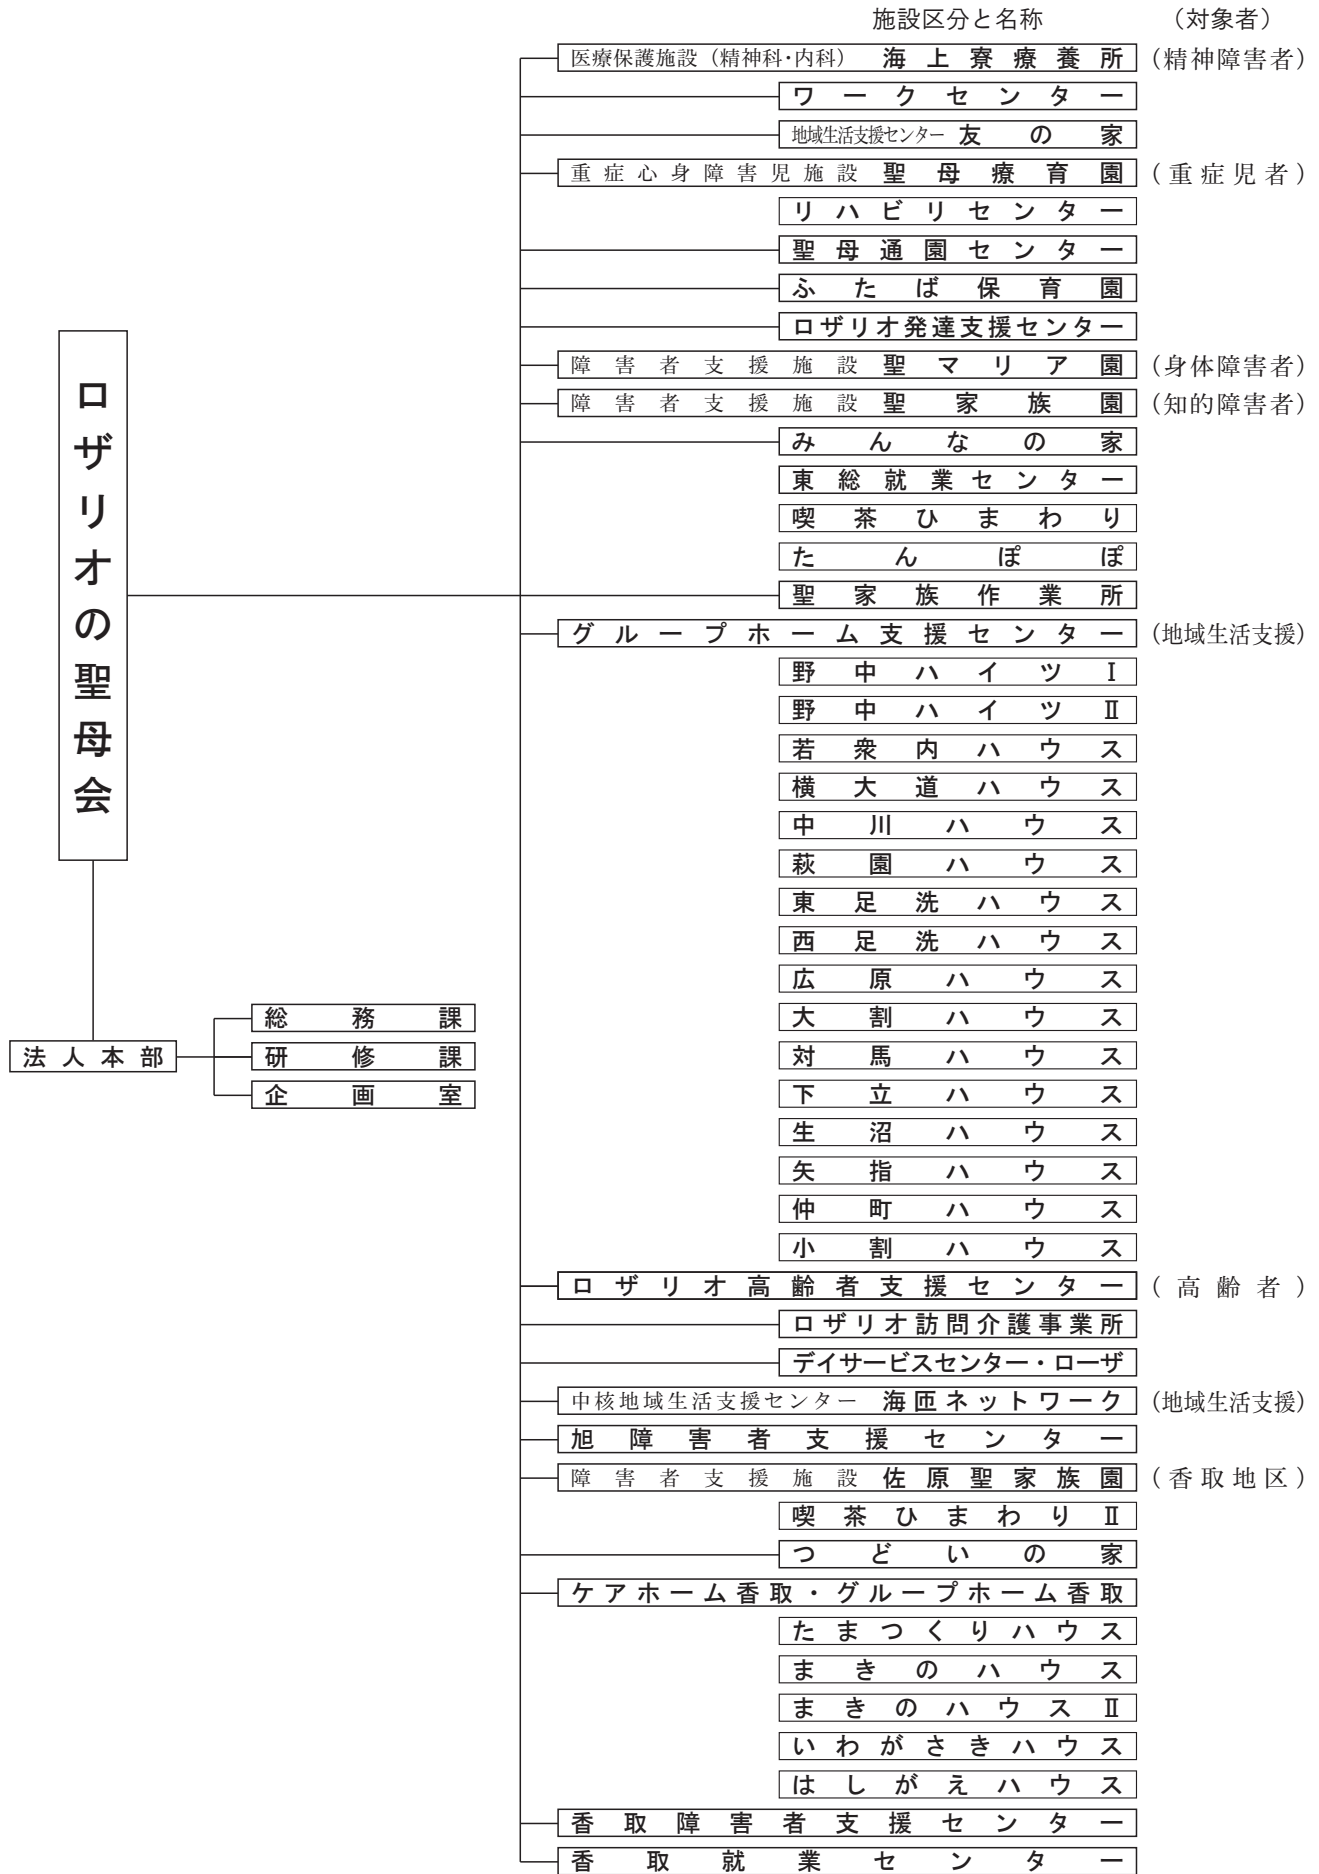 施設区分と名称 （対象者）
医療保護施設（精神科・内科） 海上寮療養所 （精神障害者）
ワークセンター
地域生活支援センター 友の家
重症心身障害児施設 聖母療育園 （重症児者）
リハビリセンター
聖母通園センター
ふたば保育園
ロザリオ発達支援センター
障害者支援施設 聖マリア園 （身体障害者）
障害者支援施設 聖家族園 （知的障害者）
みんなの家
東総就業センター
喫茶ひまわり
たんぽぽ
聖家族作業所
グループホーム支援センター （地域生活支援）
野中ハイツⅠ
野中ハイツⅡ
若衆内ハウス
横大道ハウス
中川ハウス
萩園ハウス
東足洗ハウス
西足洗ハウス
広原ハウス
大割ハウス
対馬ハウス
下立ハウス
生沼ハウス
矢指ハウス
仲町ハウス
小割ハウス
ロザリオ高齢者支援センター （高齢者）
ロザリオ訪問介護事業所
デイサービスセンター・ローザ
中核地域生活支援センター 海匝ネットワーク （地域生活支援）
旭障害者支援センター
障害者支援施設 佐原聖家族園 （香取地区）
喫茶ひまわりⅡ
つどいの家
ケアホーム香取・グループホーム香取
たまつくりハウス
まきのハウス
まきのハウスⅡ
いわがさきハウス
はしがえハウス
香取障害者支援センター
香取就業センター
ロザリオの聖母会
法人本部
総務課
研修課
企画室